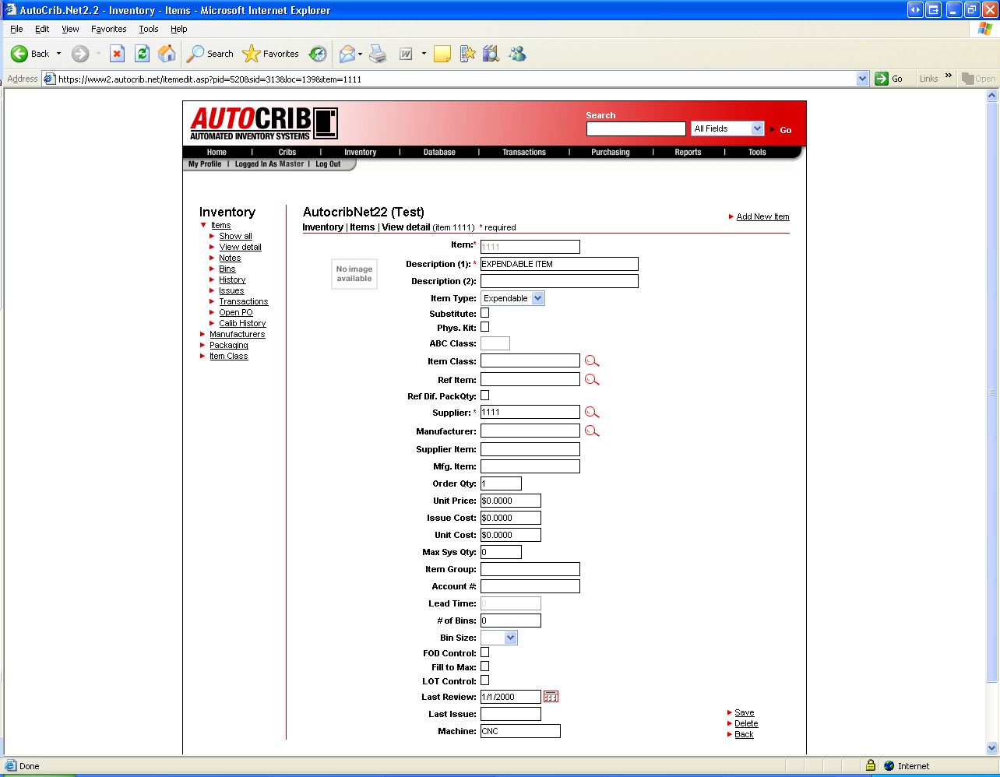 AutoCrib.Net2.2 - Inventory - Items - Microsoft Internet Explorer
File Edit View Favorites Tools Help
Back Search Favorites
Address https://www2.autocrib.net/itemedit.asp?pid=520&sid=313&loc=139&item=1111 Go Links » Open
AUTOCRIB
AUTOMATED INVENTORY SYSTEMS
Search
All Fields Go
Home | Cribs | Inventory | Database | Transactions | Purchasing | Reports | Tools
My Profile | Logged In As Master | Log Out
Inventory
Items
Show all
View detail
Notes
Bins
History
Issues
Transactions
Open PO
Calib History
Manufacturers
Packaging
Item Class
AutocribNet22 (Test)
Add New Item
Inventory | Items | View detail (item 1111) * required
No image
available
Item:* 1111
Description (1): * EXPENDABLE ITEM
Description (2):
Item Type: Expendable
Substitute:
Phys. Kit:
ABC Class:
Item Class:
Ref Item:
Ref Dif. PackQty:
Supplier: * 1111
Manufacturer:
Supplier Item:
Mfg. Item:
Order Qty: 1
Unit Price: $0.0000
Issue Cost: $0.0000
Unit Cost: $0.0000
Max Sys Qty: 0
Item Group:
Account #:
Lead Time: 0
# of Bins: 0
Bin Size:
FOD Control:
Fill to Max:
LOT Control:
Last Review: 1/1/2000
Last Issue:
Machine: CNC
Save
Delete
Back
Done Internet